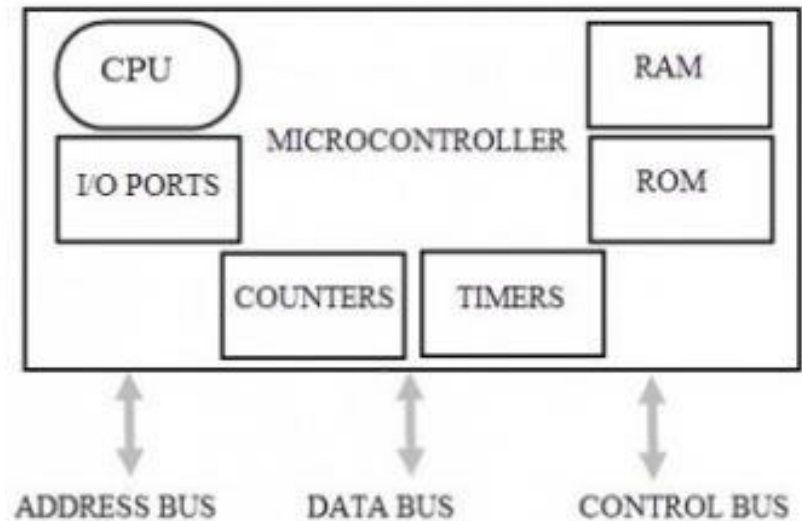 CPU
RAM
MICROCONTROLLER
I/O PORTS
ROM
COUNTERS
TIMERS
ADDRESS BUS
DATA BUS
CONTROL BUS